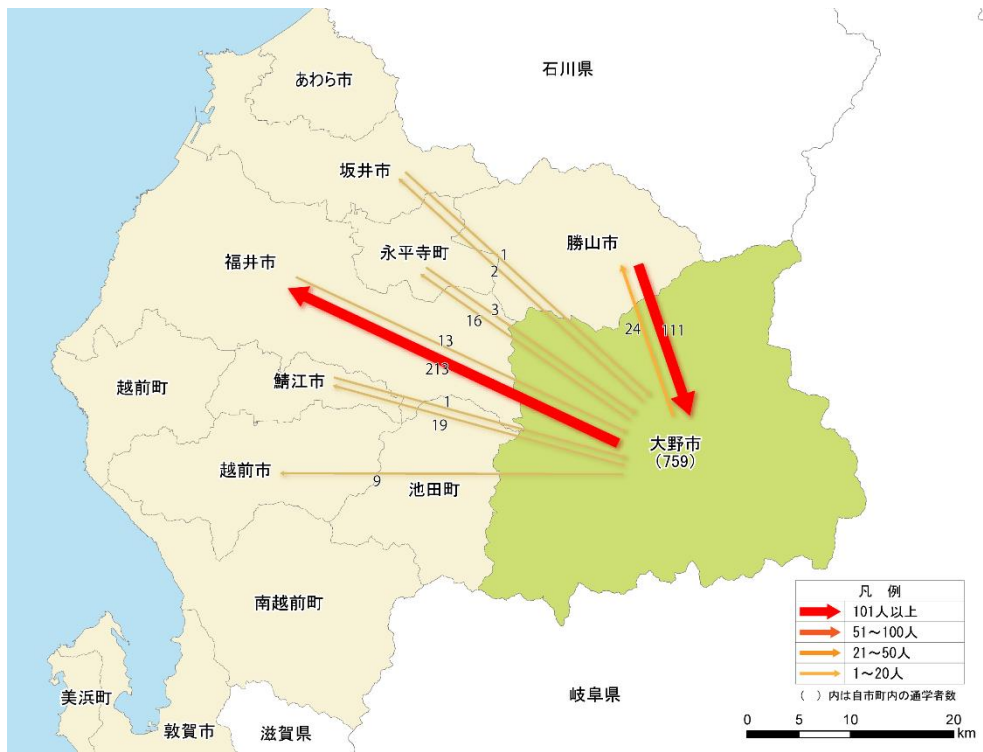 石川県
あわら市
坂井市
勝山市
永平寺町
福井市
1
2
3
16
24
111
13
213
越前町
鯖江市
1
19
大野市
(759)
越前市
9
池田町
南越前町
美浜町
敦賀市
滋賀県
岐阜県
凡 例
101人以上
51～100人
21～50人
1～20人
( )内は自市町内の通学者数
0 5 10 20
km